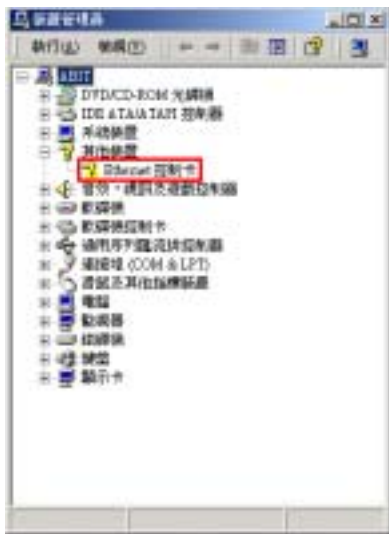 裝置管理員
執行(A) 檢視(V)
ABIT
DVD/CD-ROM 光碟機
IDE ATA/ATAPI 控制器
系統裝置
其他裝置
Ethernet 控制卡
音效、視訊及遊戲控制器
軟碟機
軟碟機控制卡
通用序列匯流排控制器
連接埠 (COM & LPT)
滑鼠及其他指標裝置
電腦
監視器
磁碟機
鍵盤
顯示卡